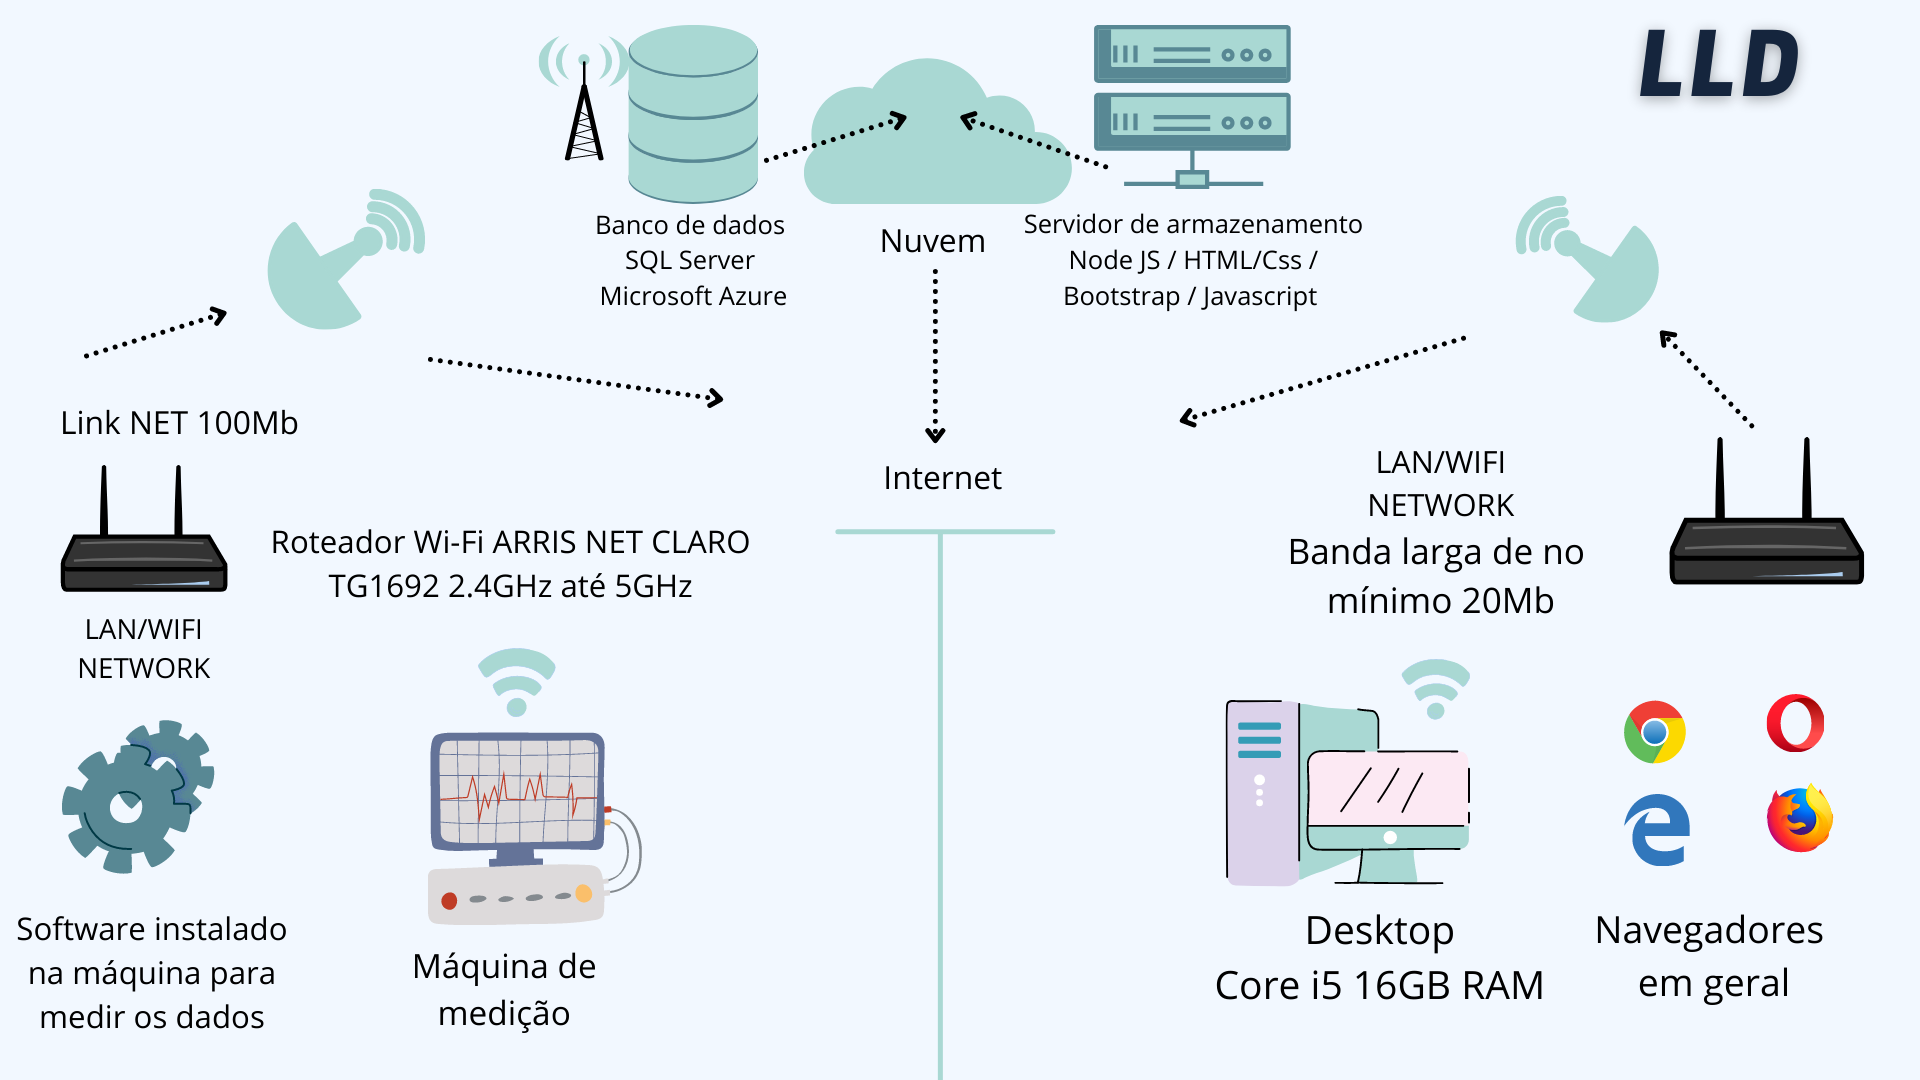 LLD
Banco de dados
SQL Server
Microsoft Azure
Nuvem
Servidor de armazenamento
Node JS / HTML/Css /
Bootstrap / Javascript
Link NET 100Mb
Internet
LAN/WIFI
NETWORK
Banda larga de no
mínimo 20Mb
Roteador Wi-Fi ARRIS NET CLARO
TG1692 2.4GHz até 5GHz
LAN/WIFI
NETWORK
Software instalado
na máquina para
medir os dados
Máquina de
medição
Desktop
Core i5 16GB RAM
Navegadores
em geral